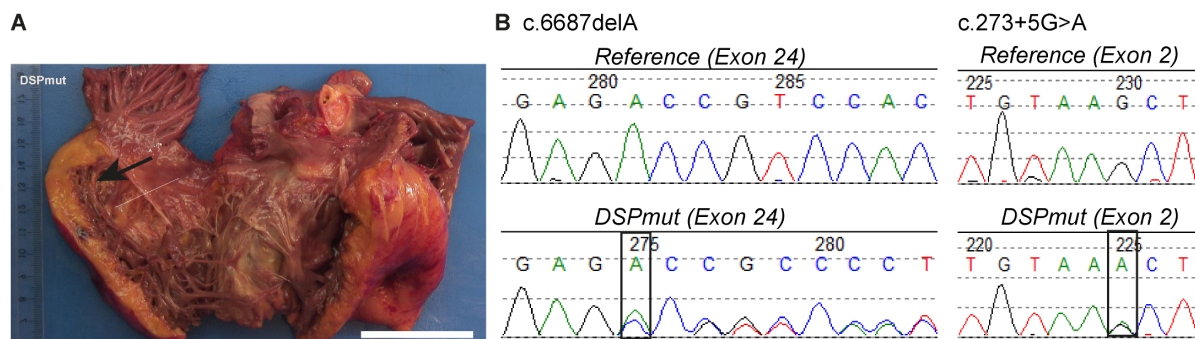 A
DSPmut
B c.6687delA
Reference (Exon 24)
280 285
G A G A C C G T C C A C
DSPmut (Exon 24)
275 280
G A G A C C G C C C C T
c.273+5G>A
Reference (Exon 2)
225 230
T G T A A G C T
DSPmut (Exon 2)
220 225
T G T A A A C T